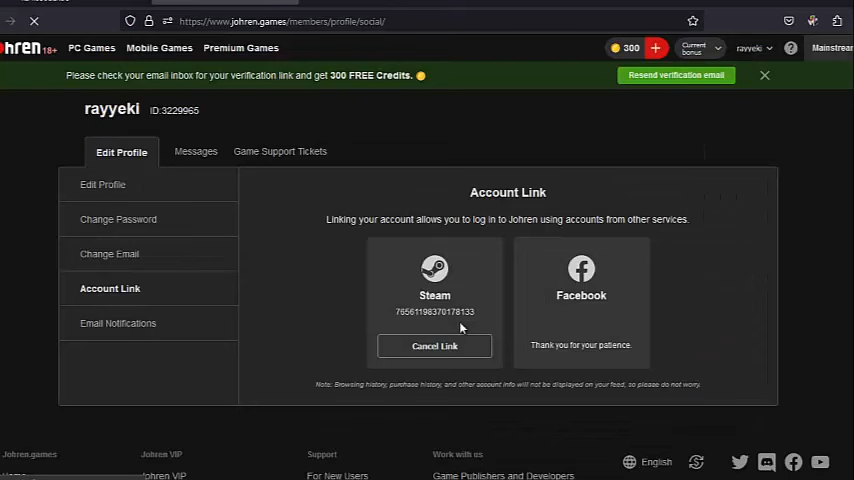 https://www.johren.games/members/profile/social/
hren 18+ PC Games Mobile Games Premium Games 300 + Current bonus rayyeki ? Mainstream
Please check your email inbox for your verification link and get 300 FREE Credits. Resend verification email
rayyeki ID:3229965
Edit Profile Messages Game Support Tickets
Edit Profile
Change Password
Change Email
Account Link
Email Notifications
Account Link
Linking your account allows you to log in to Johren using accounts from other services.
Steam
76561198370178133
Cancel Link
Facebook
Thank you for your patience.
Note: Browsing history, purchase history, and other account info will not be displayed on your feed, so please do not worry.
Johren.games Johren VIP Support Work with us English
Johren VIP For New Users Game Publishers and Developers